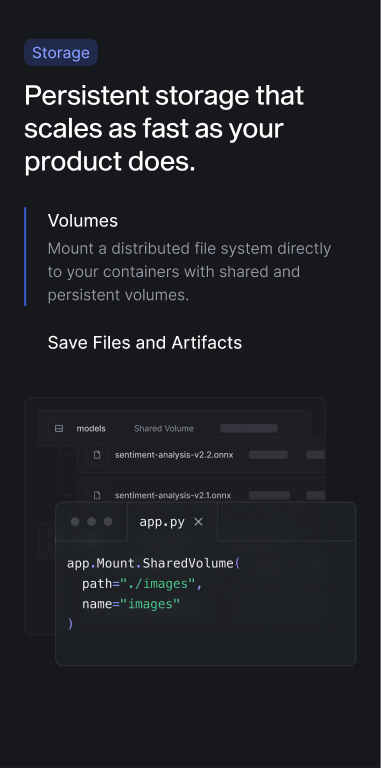 Storage
Persistent storage that
scales as fast as your
product does.
Volumes
Mount a distributed file system directly
to your containers with shared and
persistent volumes.
Save Files and Artifacts
models Shared Volume
sentiment-analysis-v2.2.onnx
sentiment-analysis-v2.1.onnx
app.py ×
app.Mount.SharedVolume(
path="./images",
name="images"
)